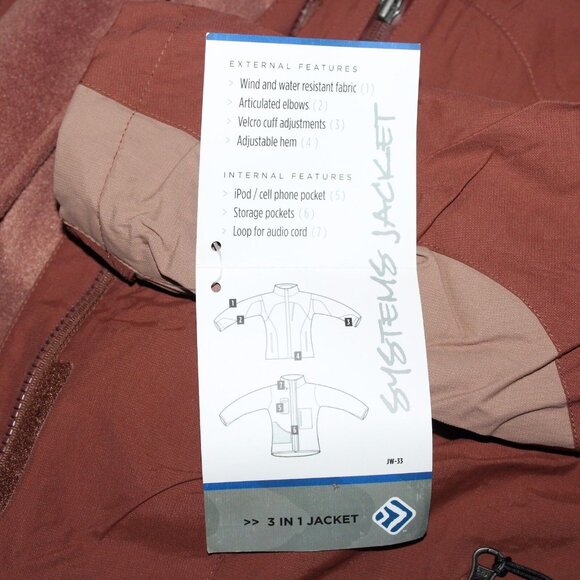 EXTERNAL FEATURES
> Wind and water resistant fabric (1)
> Articulated elbows (2)
> Velcro cuff adjustments (3)
> Adjustable hem (4)
INTERNAL FEATURES
> iPod / cell phone pocket (5)
> Storage pockets (6)
> Loop for audio cord (7)
SYSTEMS JACKET
1
2
3
4
7
5
6
JW-33
>> 3 IN 1 JACKET